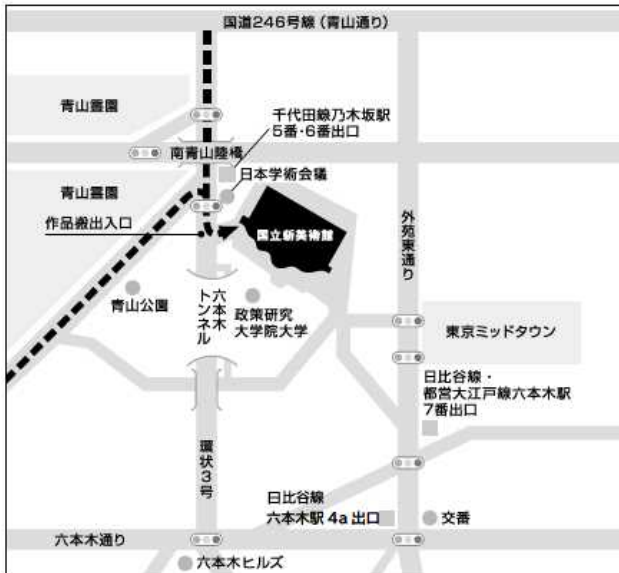 国道246号線（青山通り）
青山霊園
千代田線乃木坂駅
5番・6番出口
南青山陸橋
日本学術会議
青山霊園
作品搬出入口
国立新美術館
外苑東通り
青山公園
六本木
トンネル
政策研究
大学院大学
東京ミッドタウン
日比谷線・
都営大江戸線六本木駅
7番出口
環状3号
日比谷線
六本木駅 4a 出口
交番
六本木通り
六本木ヒルズ